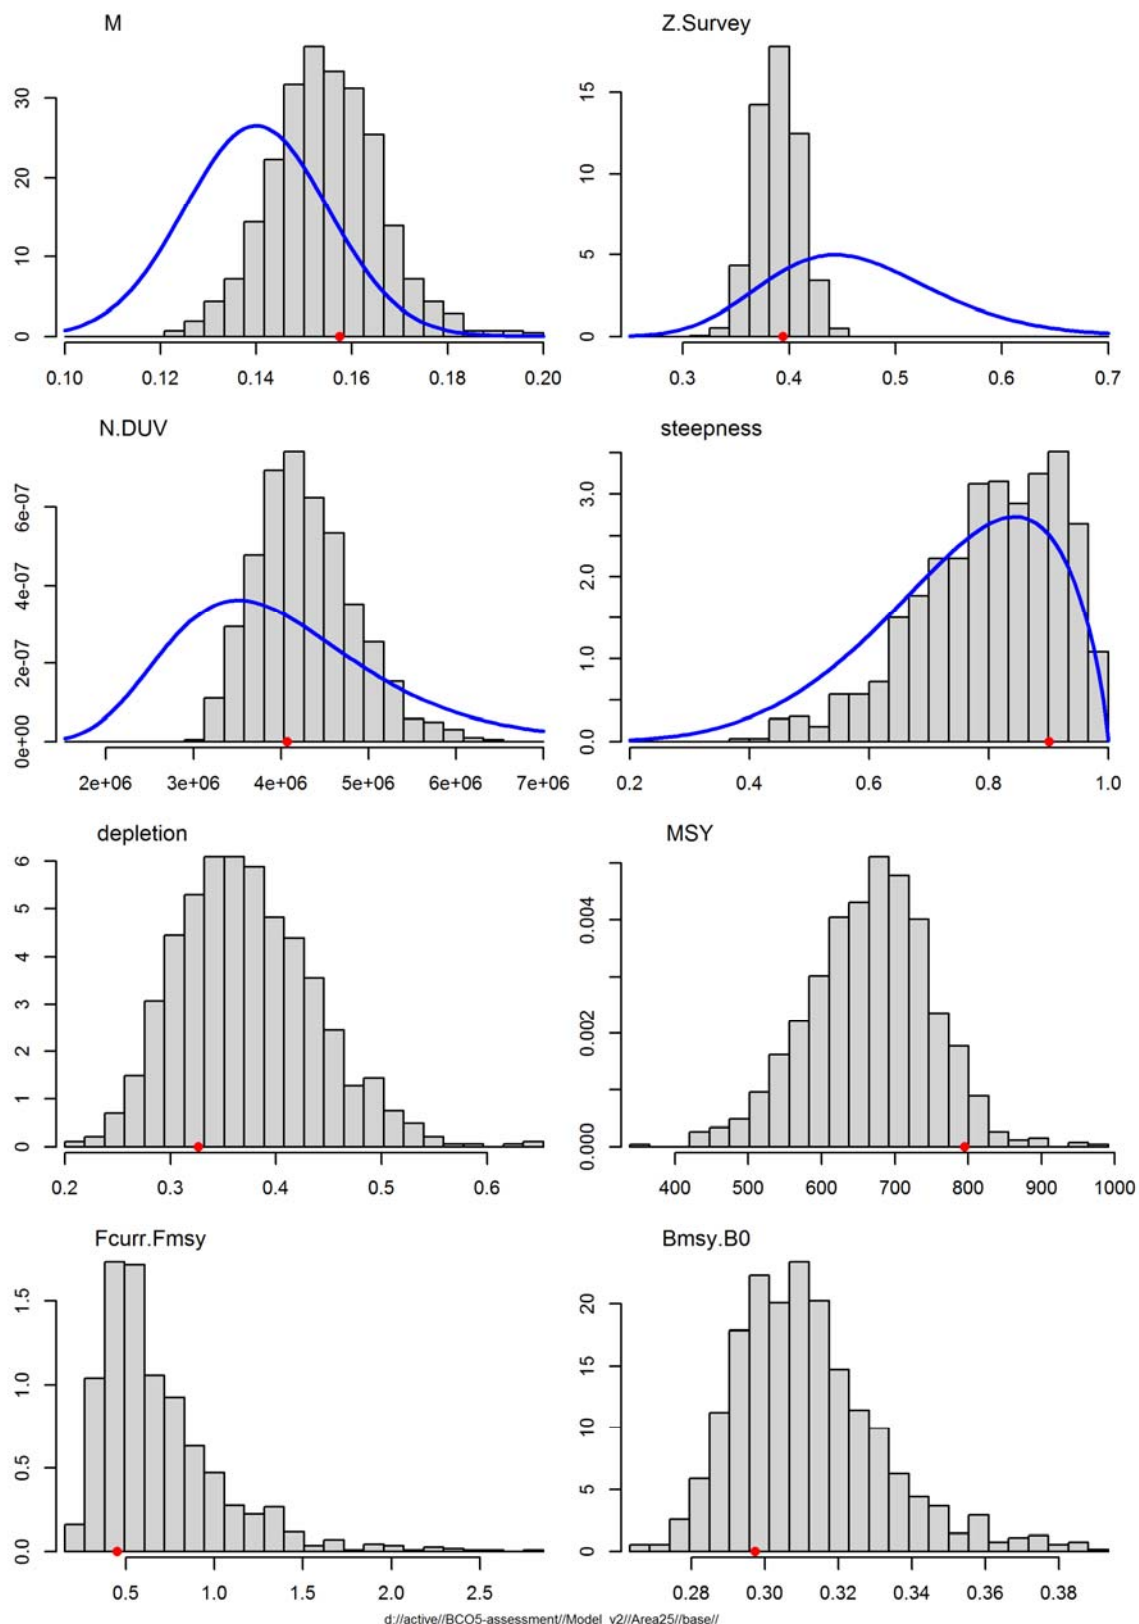 M
30
20
10
0
0.10 0.12 0.14 0.16 0.18 0.20
Z.Survey
15
10
5
0
0.3 0.4 0.5 0.6 0.7
N.DUV
6e-07
4e-07
2e-07
0e+00
2e+06 3e+06 4e+06 5e+06 6e+06 7e+06
steepness
3.0
2.0
1.0
0.0
0.2 0.4 0.6 0.8 1.0
depletion
6
5
4
3
2
1
0
0.2 0.3 0.4 0.5 0.6
MSY
0.004
0.002
0.000
400 500 600 700 800 900 1000
Fcurr.Fmsy
1.5
1.0
0.5
0.0
0.5 1.0 1.5 2.0 2.5
Bmsy.B0
20
15
10
5
0
0.28 0.30 0.32 0.34 0.36 0.38
d://active//BCO5-assessment//Model_v2//Area25//base//